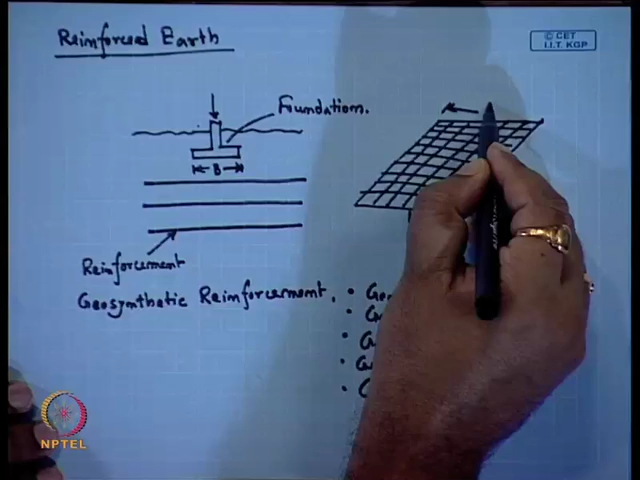 Reinforced Earth
© CET
I.I.T. KGP
Foundation.
B
Reinforcement
Geosynthetic Reinforcement.
NPTEL